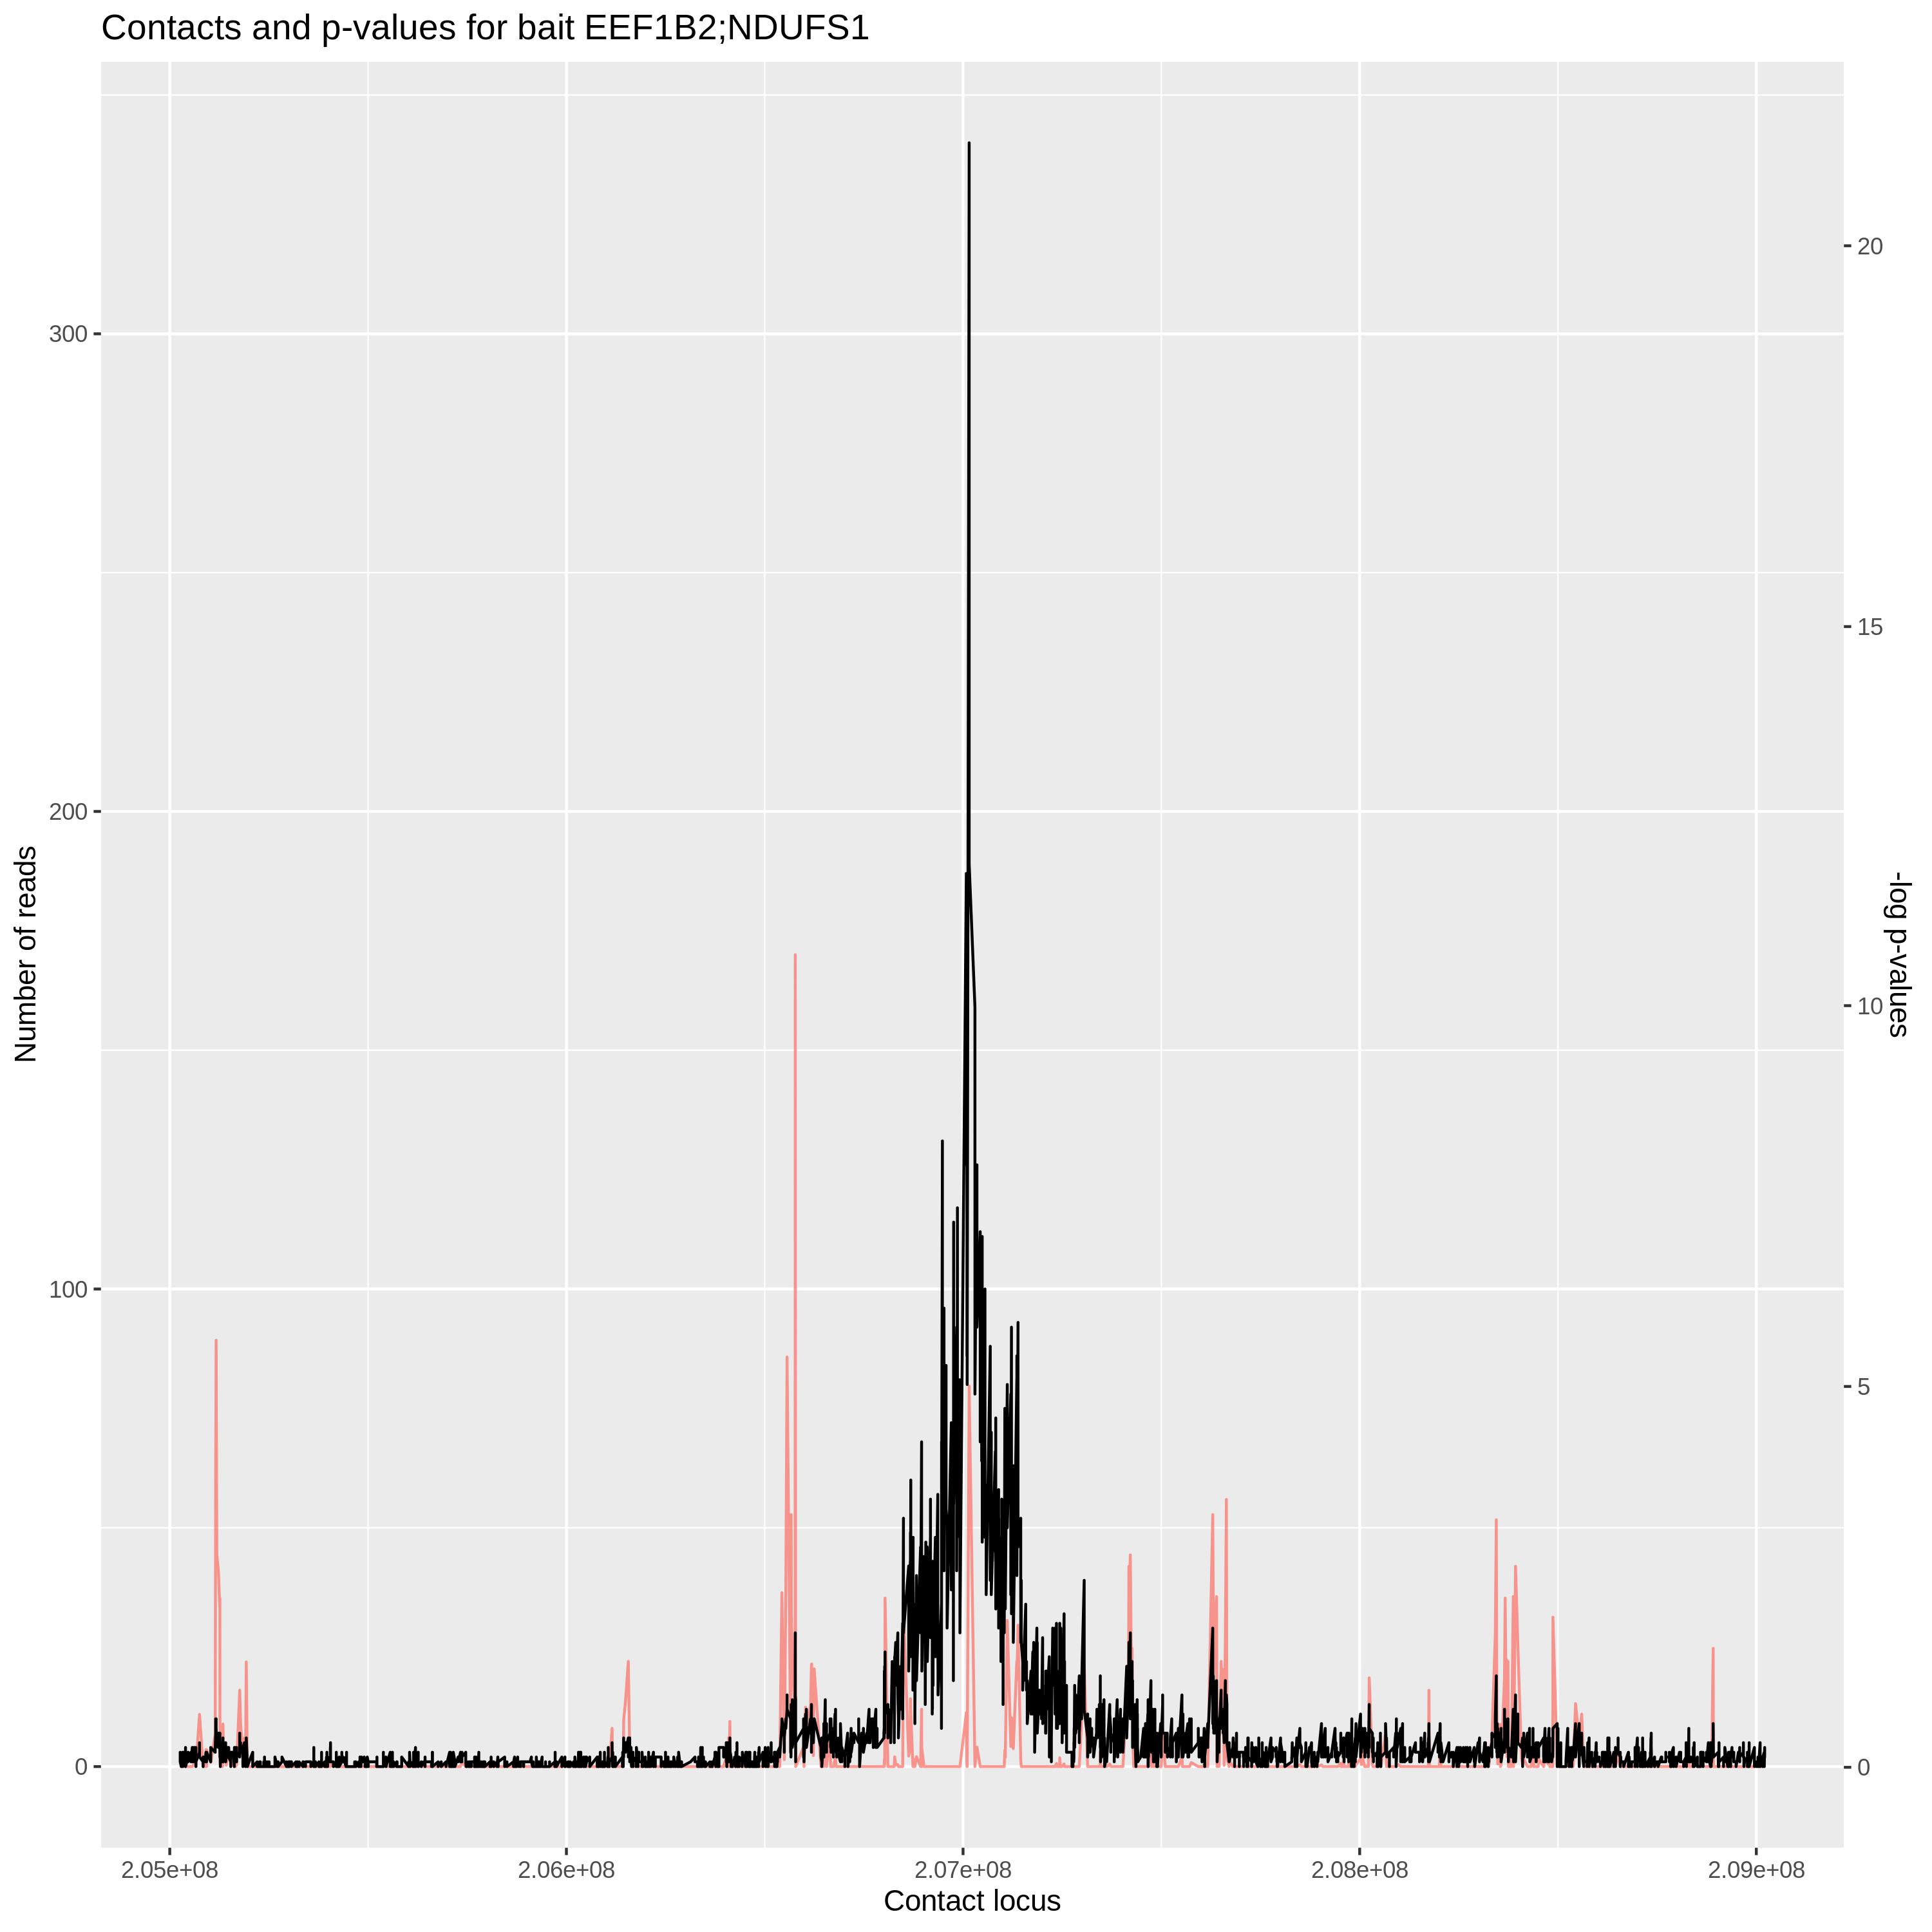 Contacts and p-values for bait EEF1B2;NDUFS1
Number of reads
300
200
100
0
20
15
10
5
0
-log p-values
2.05e+08 2.06e+08 2.07e+08 2.08e+08 2.09e+08
Contact locus